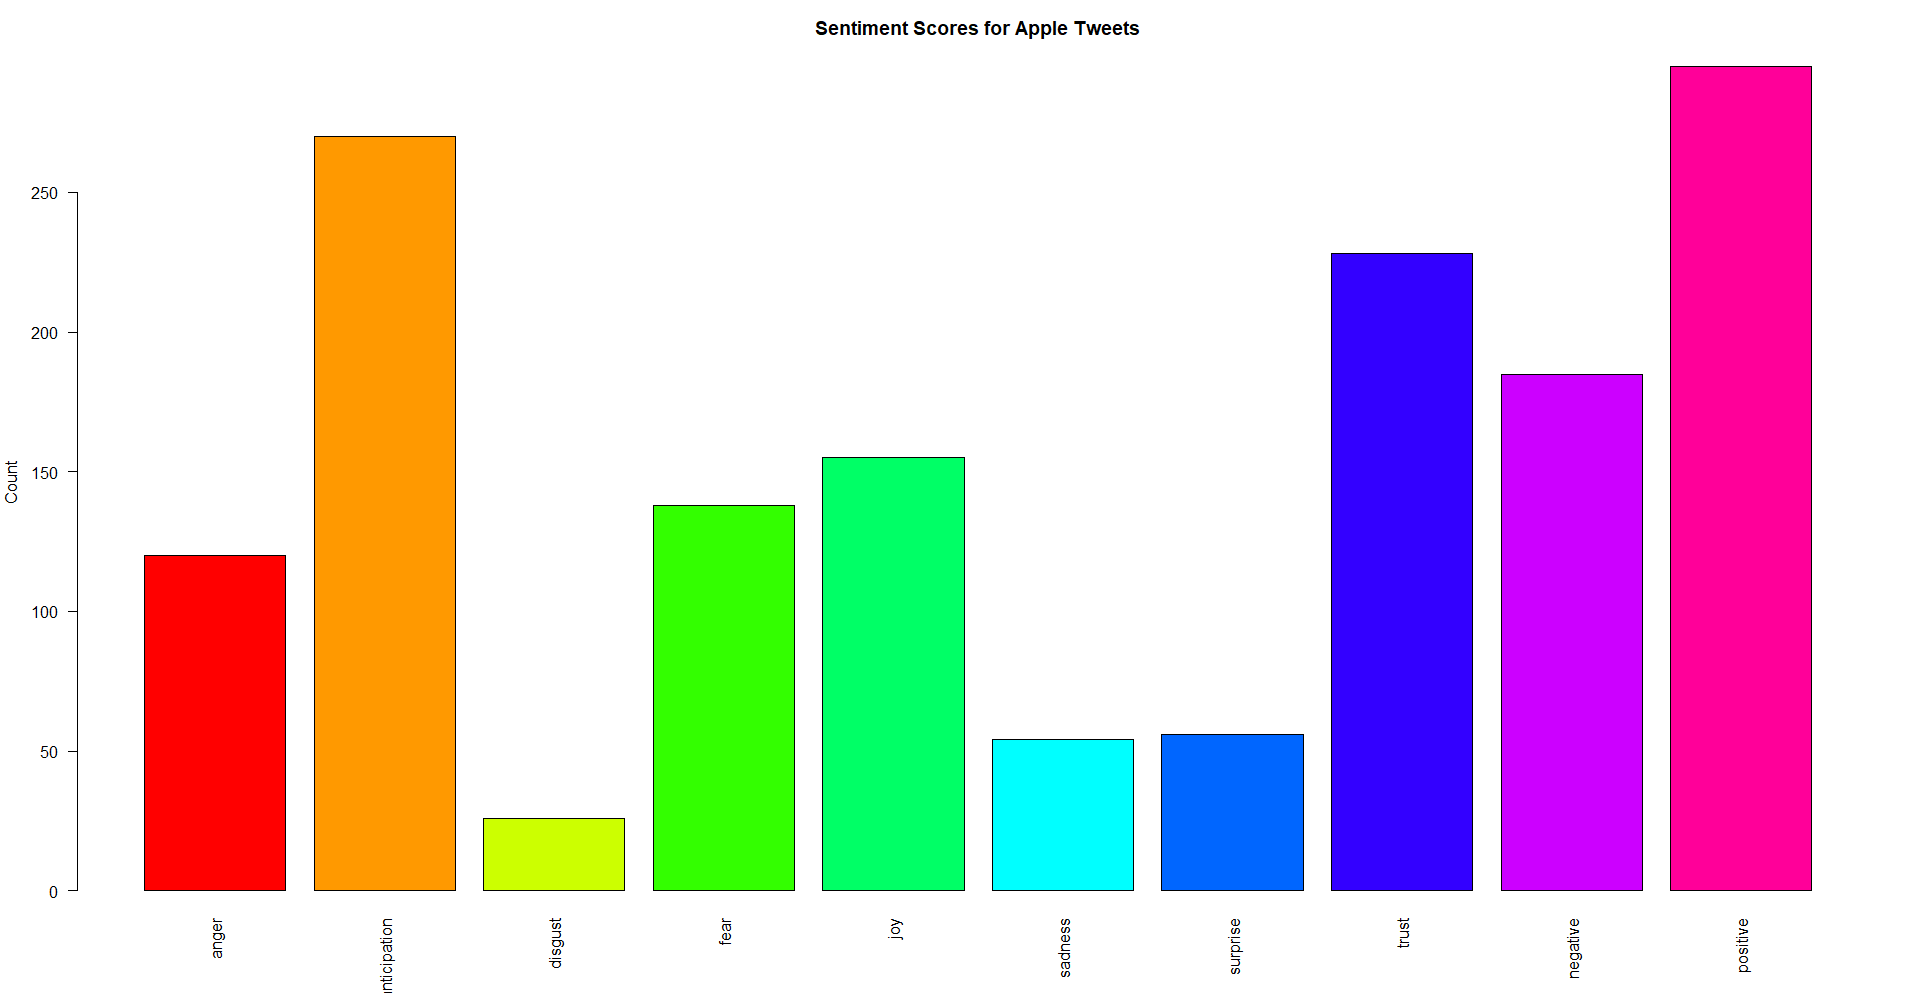 Sentiment Scores for Apple Tweets
Count
250
200
150
100
50
0
anger
nticipation
disgust
fear
joy
sadness
surprise
trust
negative
positive